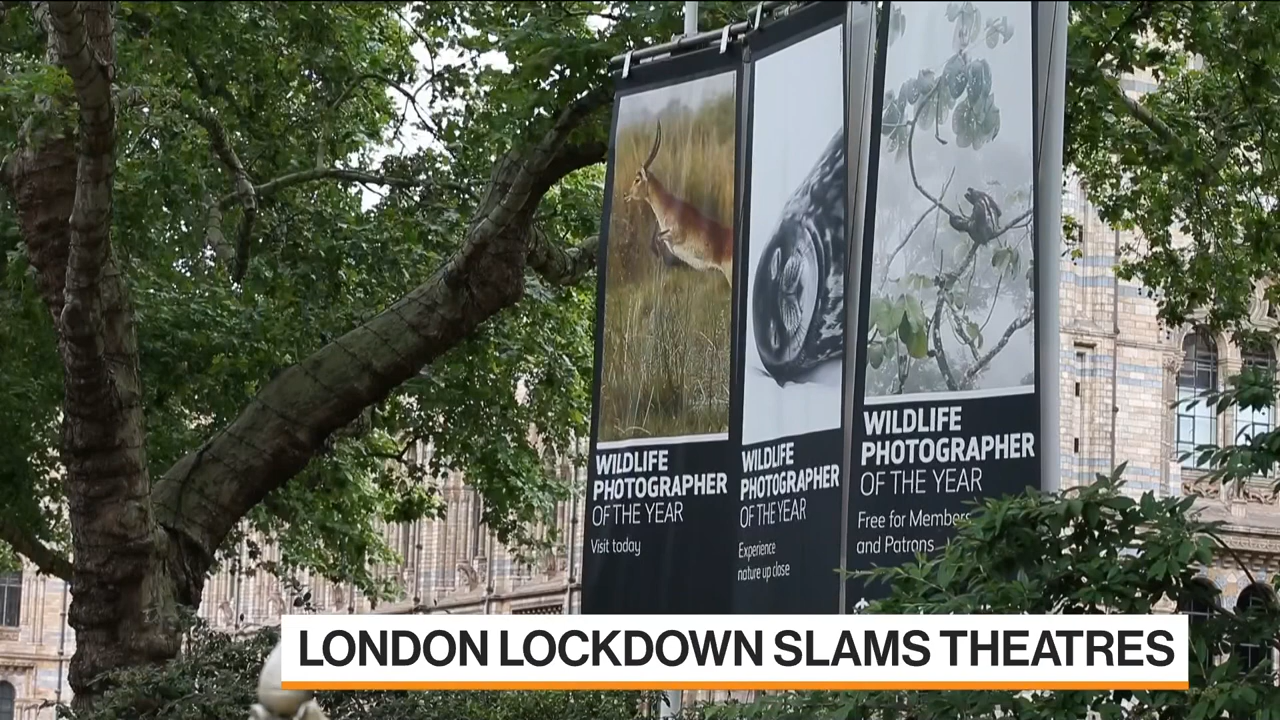 WILDLIFE
PHOTOGRAPHER
OF THE YEAR
Visit today
WILDLIFE
PHOTOGRAPHER
OF THE YEAR
Experience
nature up close
WILDLIFE
PHOTOGRAPHER
OF THE YEAR
Free for Members
and Patrons
LONDON LOCKDOWN SLAMS THEATRES